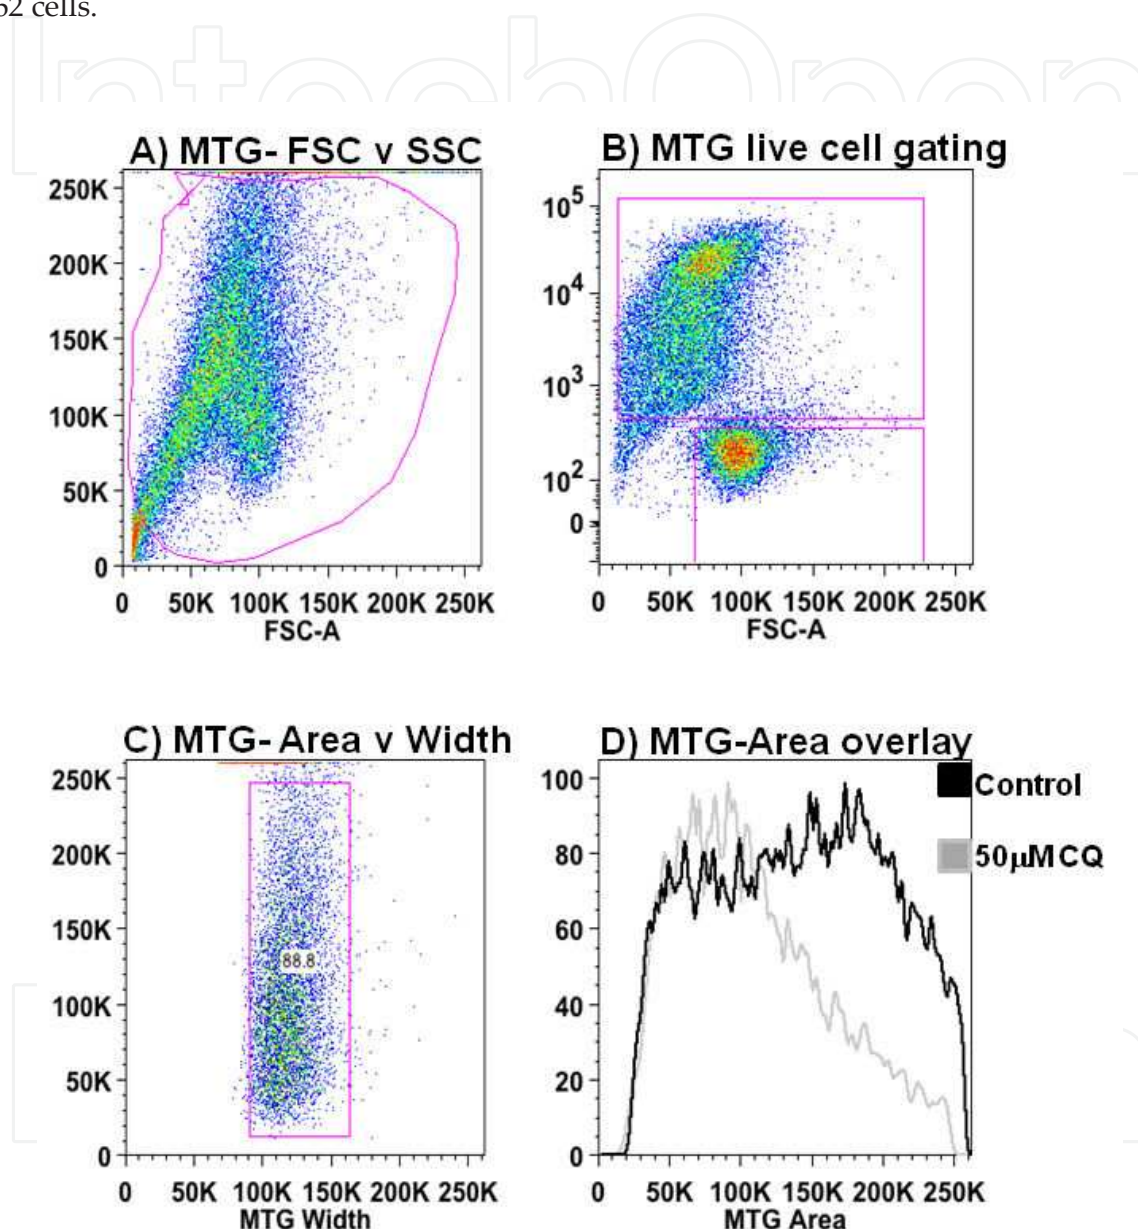 52 cells.
IntechOpen
A) MTG- FSC v SSC
250K
200K
150K
100K
50K
0
0 50K 100K 150K 200K 250K
FSC-A
B) MTG live cell gating
10^5
10^4
10^3
10^2
0
0 50K 100K 150K 200K 250K
FSC-A
C) MTG- Area v Width
250K
200K
150K
100K
50K
0
88.8
0 50K 100K 150K 200K 250K
MTG Width
D) MTG-Area overlay
100
80
60
40
20
0
Control
50µMCQ
0 50K 100K 150K 200K 250K
MTG Area